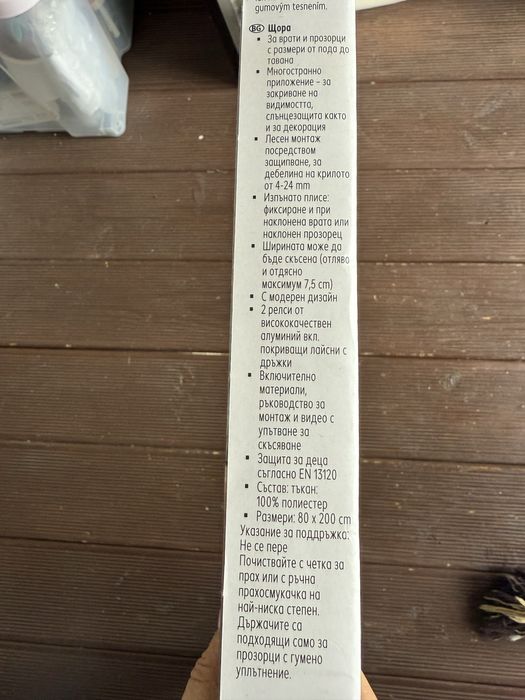 gumovým tesnením.
BG Щора
▪ За врати и прозорци
с размери от пода до
тавана
▪ Многостранно
приложение – за
закриване на
видимостта,
слънцезащита както
и за декорация
▪ Лесен монтаж
посредством
защипване, за
дебелина на крилото
от 4-24 mm
▪ Изпънато плисе:
фиксиране и при
наклонена врата или
наклонен прозорец
▪ Ширината може да
бъде скъсена (отляво
и отдясно
максимум 7,5 cm)
▪ С модерен дизайн
▪ 2 релси от
висококачествен
алуминий вкл.
покриващи лайсни с
дръжки
▪ Включително
материали,
ръководство за
монтаж и видео с
упътване за
скъсяване
▪ Защита за деца
съгласно EN 13120
▪ Състав: тъкан:
100% полиестер
▪ Размери: 80 x 200 cm
Указание за поддръжка:
Не се пере
Почиствайте с четка за
прах или с ръчна
прахосмукачка на
най-ниска степен.
Държачите са
подходящи само за
прозорци с гумено
уплътнение.